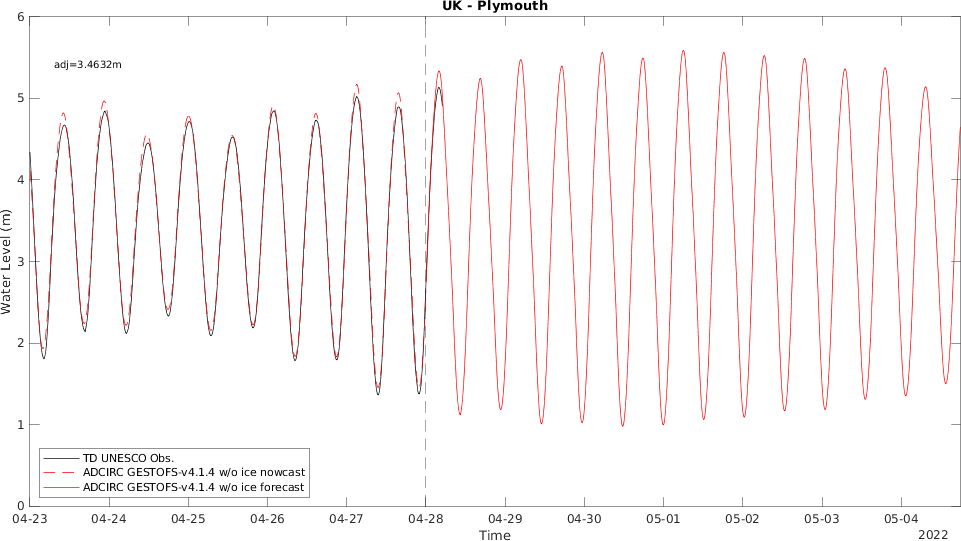 UK - Plymouth
adj=3.4632m
6
5
4
3
2
1
0
Water Level (m)
TD UNESCO Obs.
ADCIRC GESTOFS-v4.1.4 w/o ice nowcast
ADCIRC GESTOFS-v4.1.4 w/o ice forecast
04-23 04-24 04-25 04-26 04-27 04-28 04-29 04-30 05-01 05-02 05-03 05-04
Time
2022